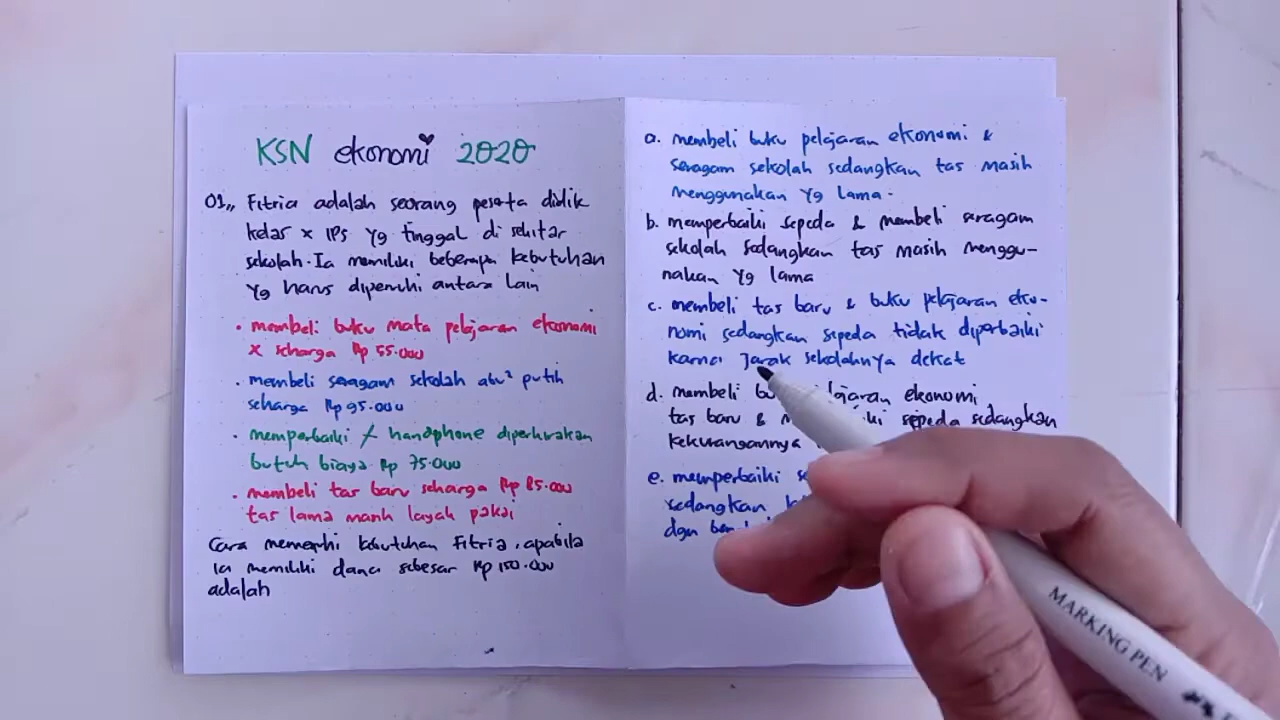 KSN ekonomi 2020
01,, Fitria adalah seorang peserta didik
kelas x IPS yg tinggal di sekitar
sekolah. Ia memiliki beberapa kebutuhan
yg harus dipenuhi antara lain
• membeli buku mata pelajaran ekonomi
x seharga Rp 55.000
• membeli seragam sekolah abu² putih
seharga Rp 95.000
• memperbaiki / handphone diperkirakan
butuh biaya Rp 75.000
• membeli tas baru seharga Rp 85.000
tas lama masih layak pakai
Cara memenuhi kebutuhan Fitria, apabila
ia memiliki dana sebesar Rp 150.000
adalah
a. membeli buku pelajaran ekonomi &
seragam sekolah sedangkan tas masih
menggunakan yg lama.
b. memperbaiki sepeda & membeli seragam
sekolah sedangkan tas masih menggu-
nakan yg lama
c. membeli tas baru & buku pelajaran eko-
nomi sedangkan sepeda tidak diperbaiki
karna jarak sekolahnya dekat
d. membeli ekonomi
tas baru & sepeda sedangkan
kekurangannya
e. memperbaiki
sedangkan
dgn
MARKING PEN